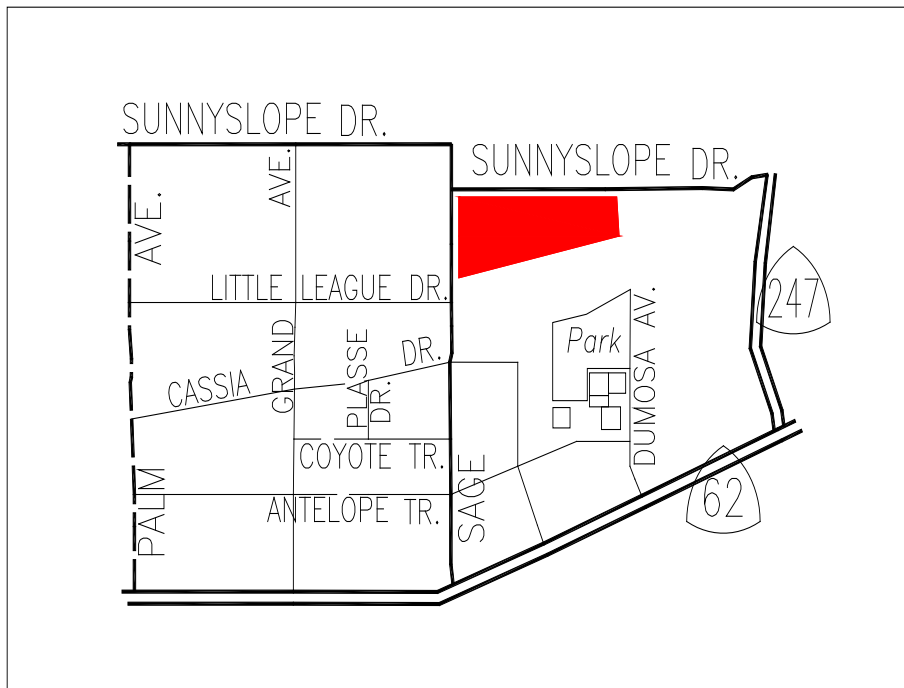 SUNNYSLOPE DR.
SUNNYSLOPE DR.
AVE.
AVE.
LITTLE LEAGUE DR.
247
GRAND
PLASSE
DR.
DR.
CASSIA
Park
DUMOSA AV.
COYOTE TR.
SAGE
PALIM
ANTELOPE TR.
62